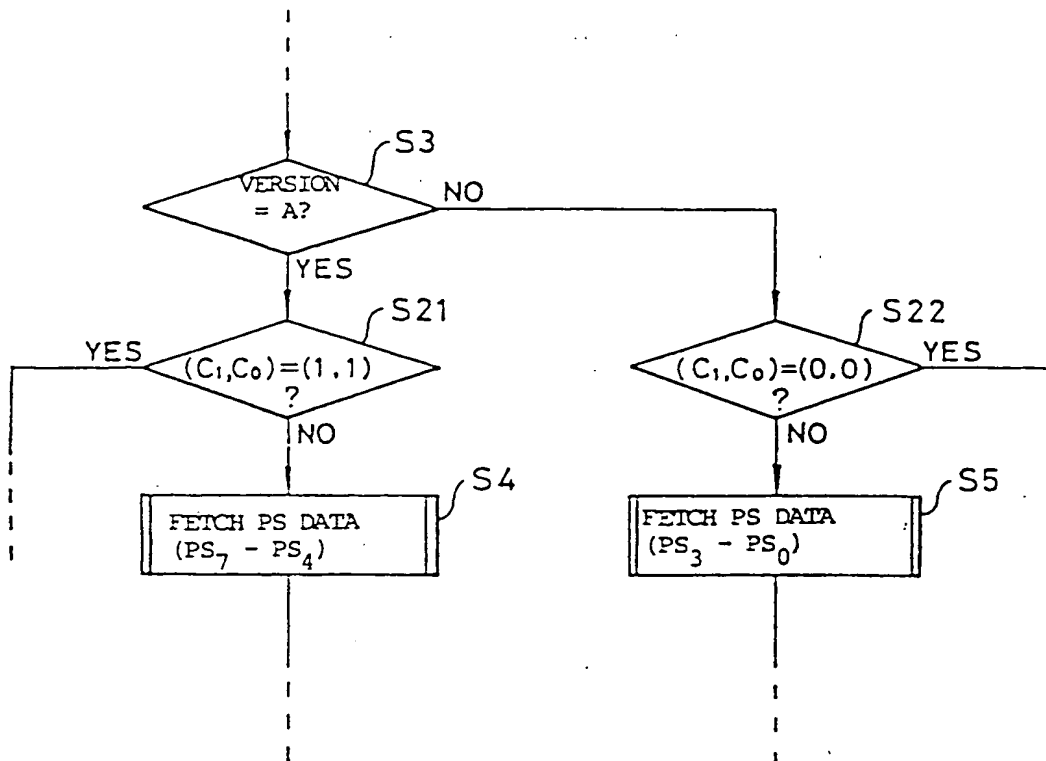 S3
VERSION
= A?
NO
YES
S21
YES
(C₁,C₀)=(1,1)
?
NO
S22
YES
(C₁,C₀)=(0,0)
?
NO
S4
FETCH PS DATA
(PS₇ - PS₄)
S5
FETCH PS DATA
(PS₃ - PS₀)